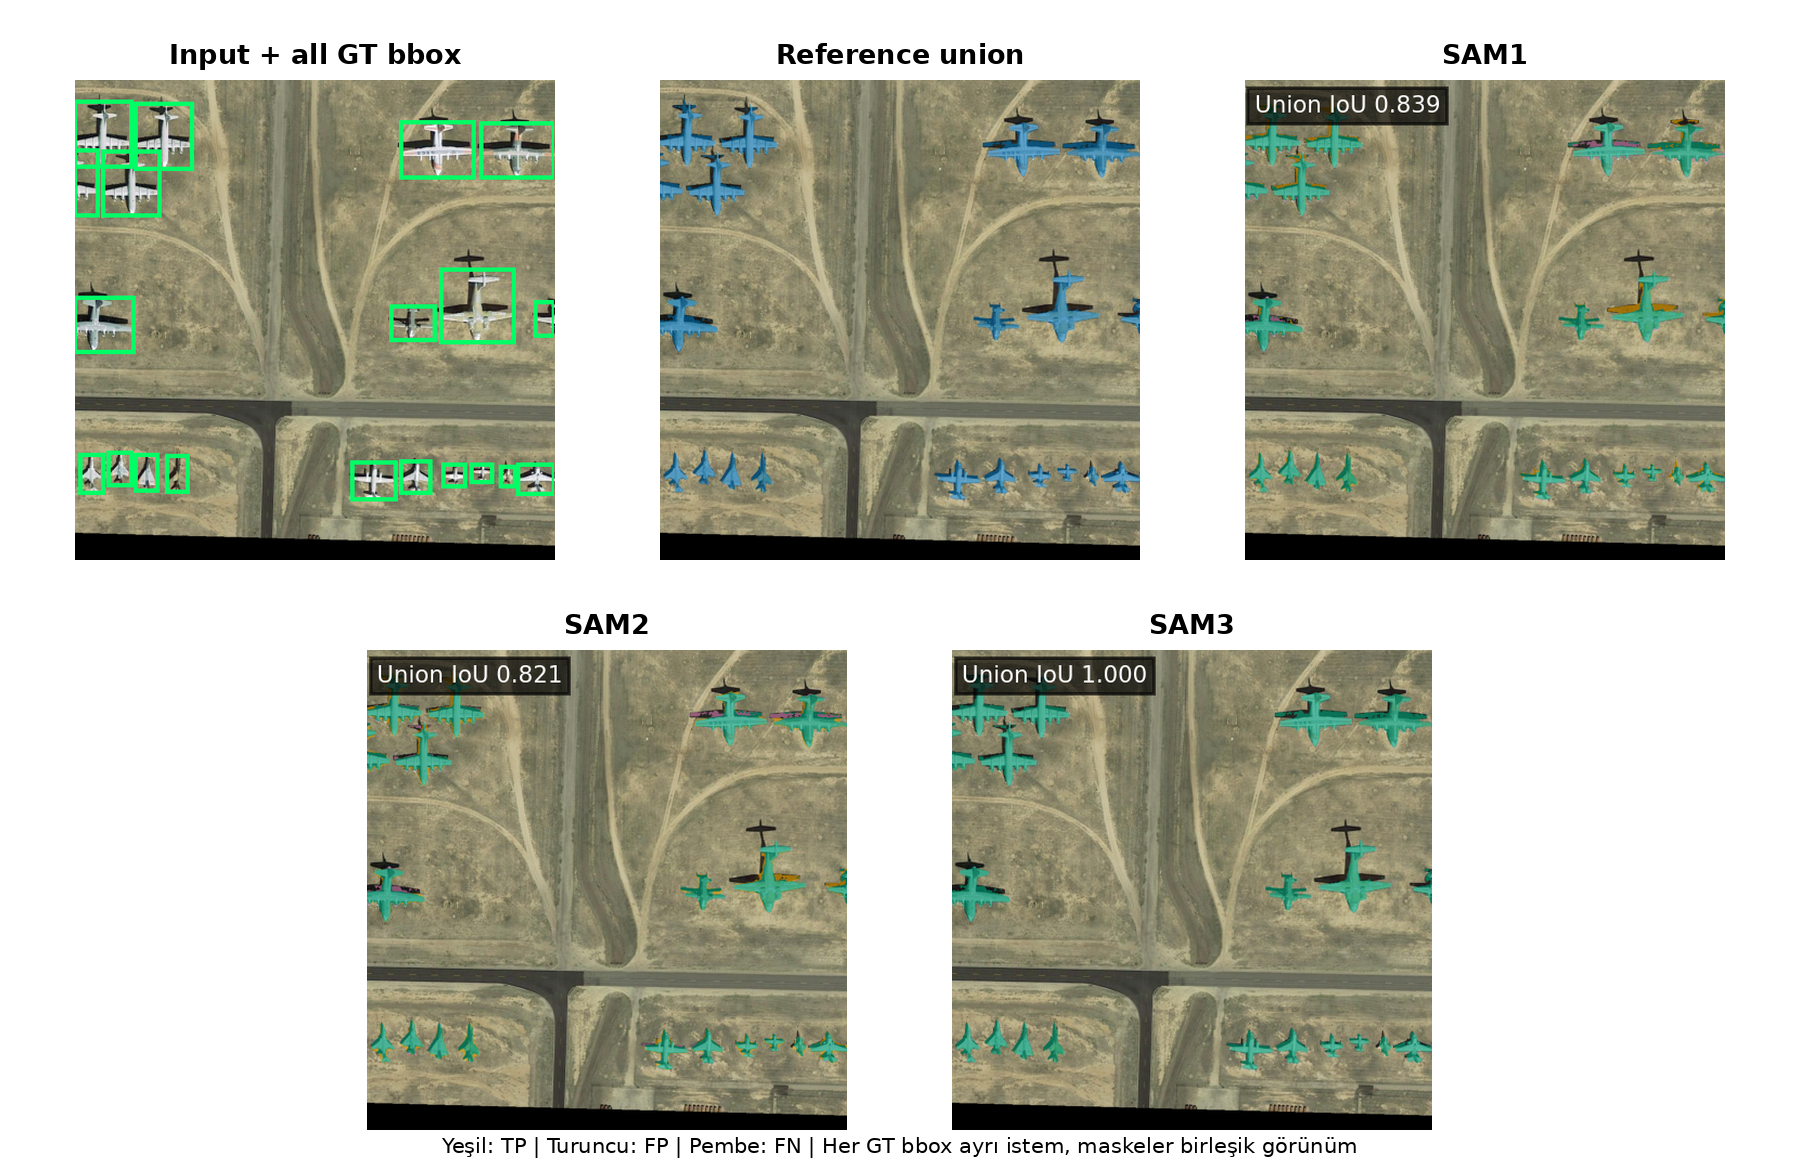 Input + all GT bbox
Reference union
SAM1
Union IoU 0.839
SAM2
SAM3
Union IoU 0.821
Union IoU 1.000
Yeşil: TP | Turuncu: FP | Pembe: FN | Her GT bbox ayrı istem, maskeler birleşik görünüm